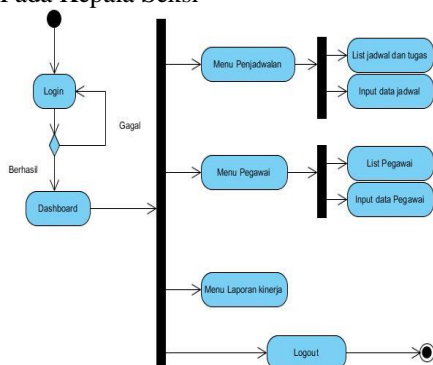 Pada Kepala Seksi
Login
Gagal
Berhasil
Dashboard
Menu Penjadwalan
List jadwal dan tugas
Input data jadwal
Menu Pegawai
List Pegawai
Input data Pegawai
Menu Laporan kinerja
Logout